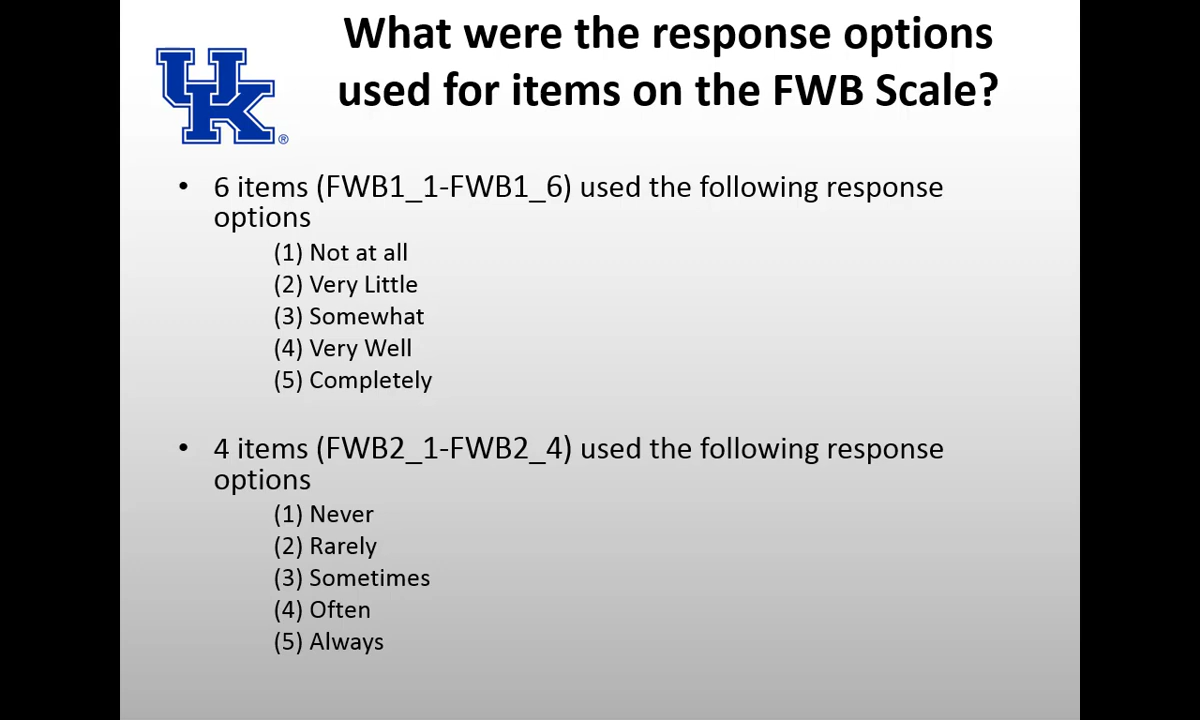 What were the response options
used for items on the FWB Scale?
UK®
• 6 items (FWB1_1-FWB1_6) used the following response
options
(1) Not at all
(2) Very Little
(3) Somewhat
(4) Very Well
(5) Completely
• 4 items (FWB2_1-FWB2_4) used the following response
options
(1) Never
(2) Rarely
(3) Sometimes
(4) Often
(5) Always